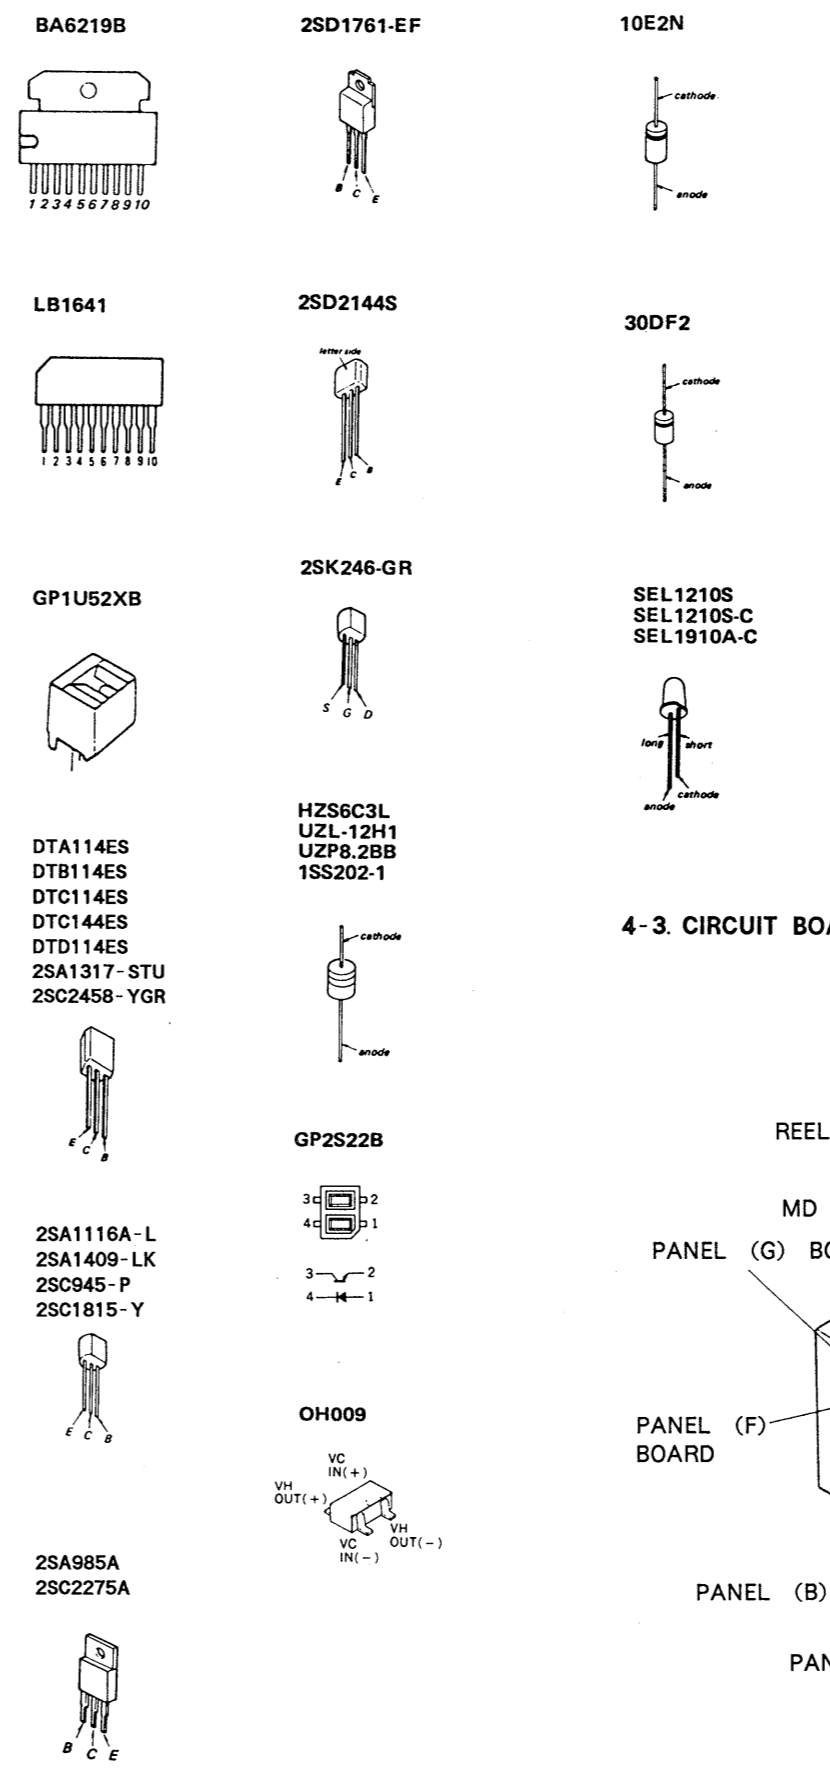 BA6219B
1 2 3 4 5 6 7 8 9 10
LB1641
1 2 3 4 5 6 7 8 9 10
GP1U52XB
DTA114ES
DTB114ES
DTC114ES
DTC144ES
DTD114ES
2SA1317-STU
2SC2458-YGR
E C B
2SA1116A-L
2SA1409-LK
2SC945-P
2SC1815-Y
E C B
2SA985A
2SC2275A
B C E
2SD1761-EF
B C E
2SD2144S
letter side
E C B
2SK246-GR
S G D
HZS6C3L
UZL-12H1
UZP8.2BB
1SS202-1
cathode
anode
GP2S22B
3 2
4 1
3 2
4 1
OH009
VC
IN(+)
VH
OUT(+)
VH
OUT(-)
VC
IN(-)
10E2N
cathode
anode
30DF2
cathode
anode
SEL1210S
SEL1210S-C
SEL1910A-C
long short
cathode
anode
4-3. CIRCUIT BOA
REEL
MD
PANEL (G) BO
PANEL (F)
BOARD
PANEL (B)
PAN